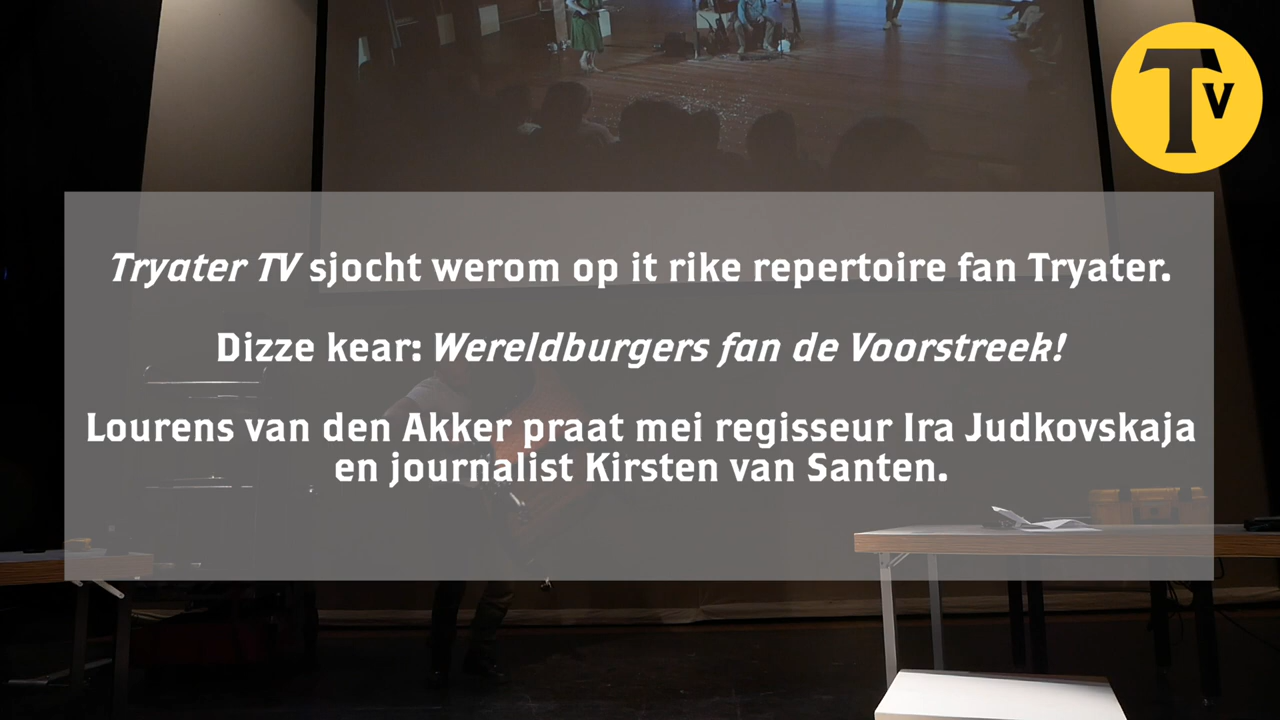 TV
Tryater TV sjocht werom op it rike repertoire fan Tryater.
Dizze kear: Wereldburgers fan de Voorstreek!
Lourens van den Akker praat mei regisseur Ira Judkovskaja
en journalist Kirsten van Santen.